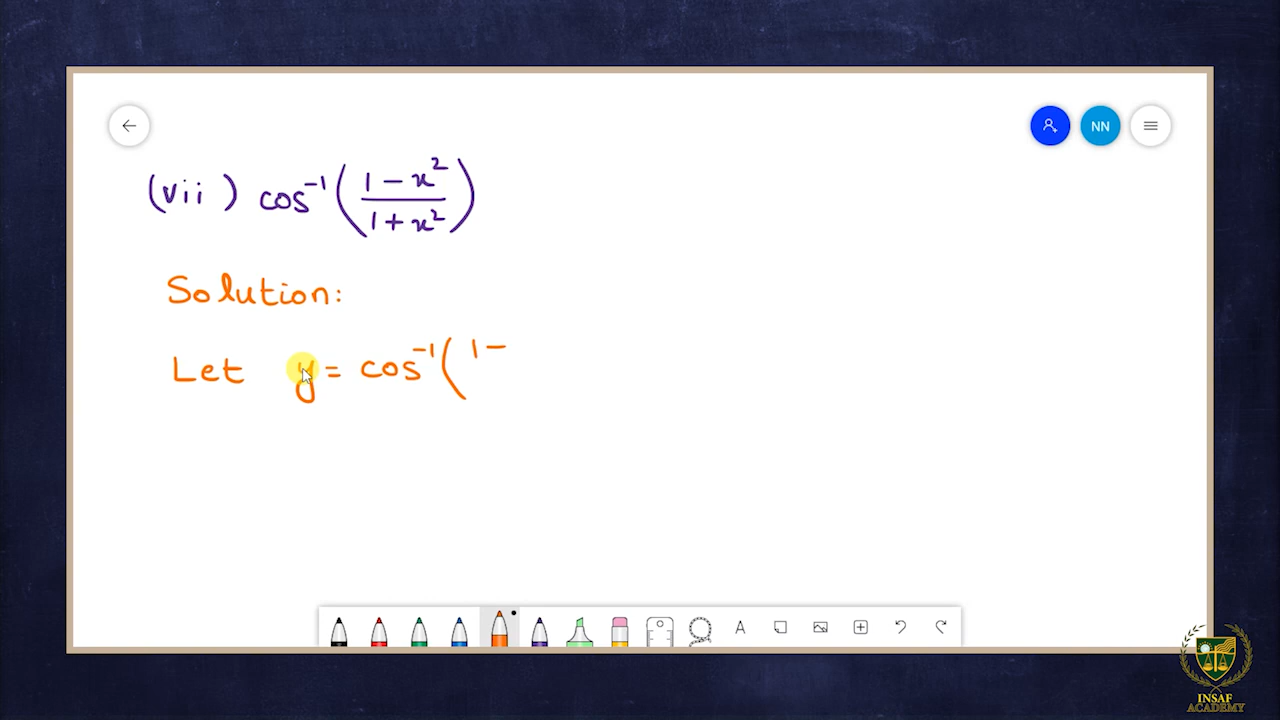 NN
(vii) cos⁻¹((1 − x²)/(1 + x²))
Solution:
Let y = cos⁻¹( 1 −
A
INSAF
ACADEMY